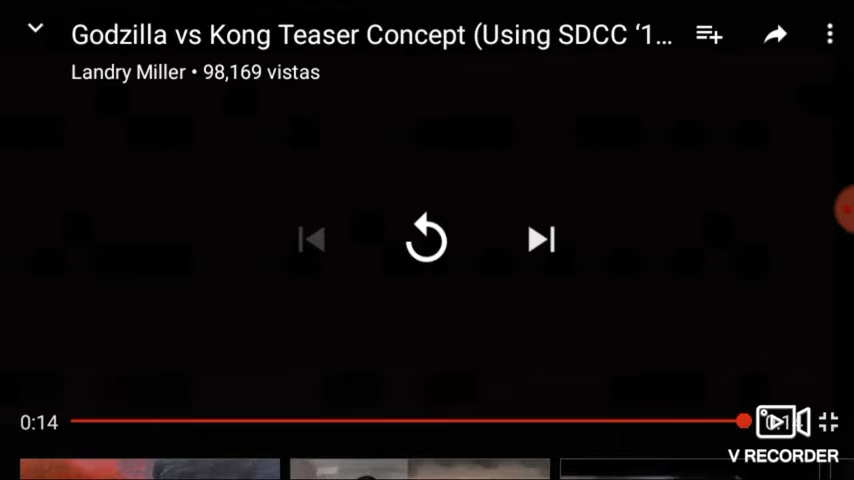 Godzilla vs Kong Teaser Concept (Using SDCC ‘1...
Landry Miller • 98,169 vistas
0:14
V RECORDER